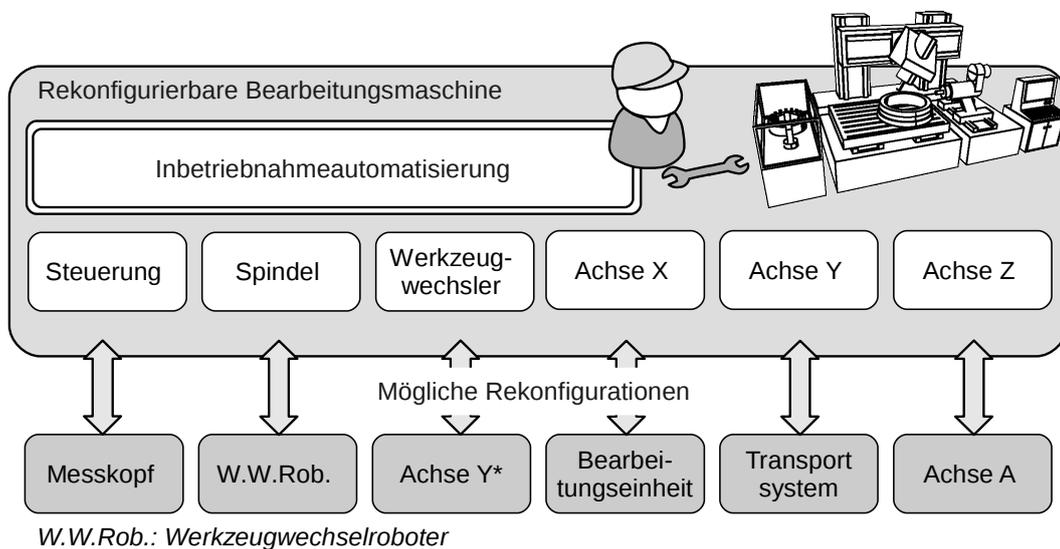 Rekonfigurierbare Bearbeitungsmaschine
Inbetriebnahmeautomatisierung
Steuerung
Spindel
Werkzeug-
wechsler
Achse X
Achse Y
Achse Z
Mögliche Rekonfigurationen
Messkopf
W.W.Rob.
Achse Y*
Bearbei-
tungseinheit
Transport
system
Achse A
W.W.Rob.: Werkzeugwechselroboter